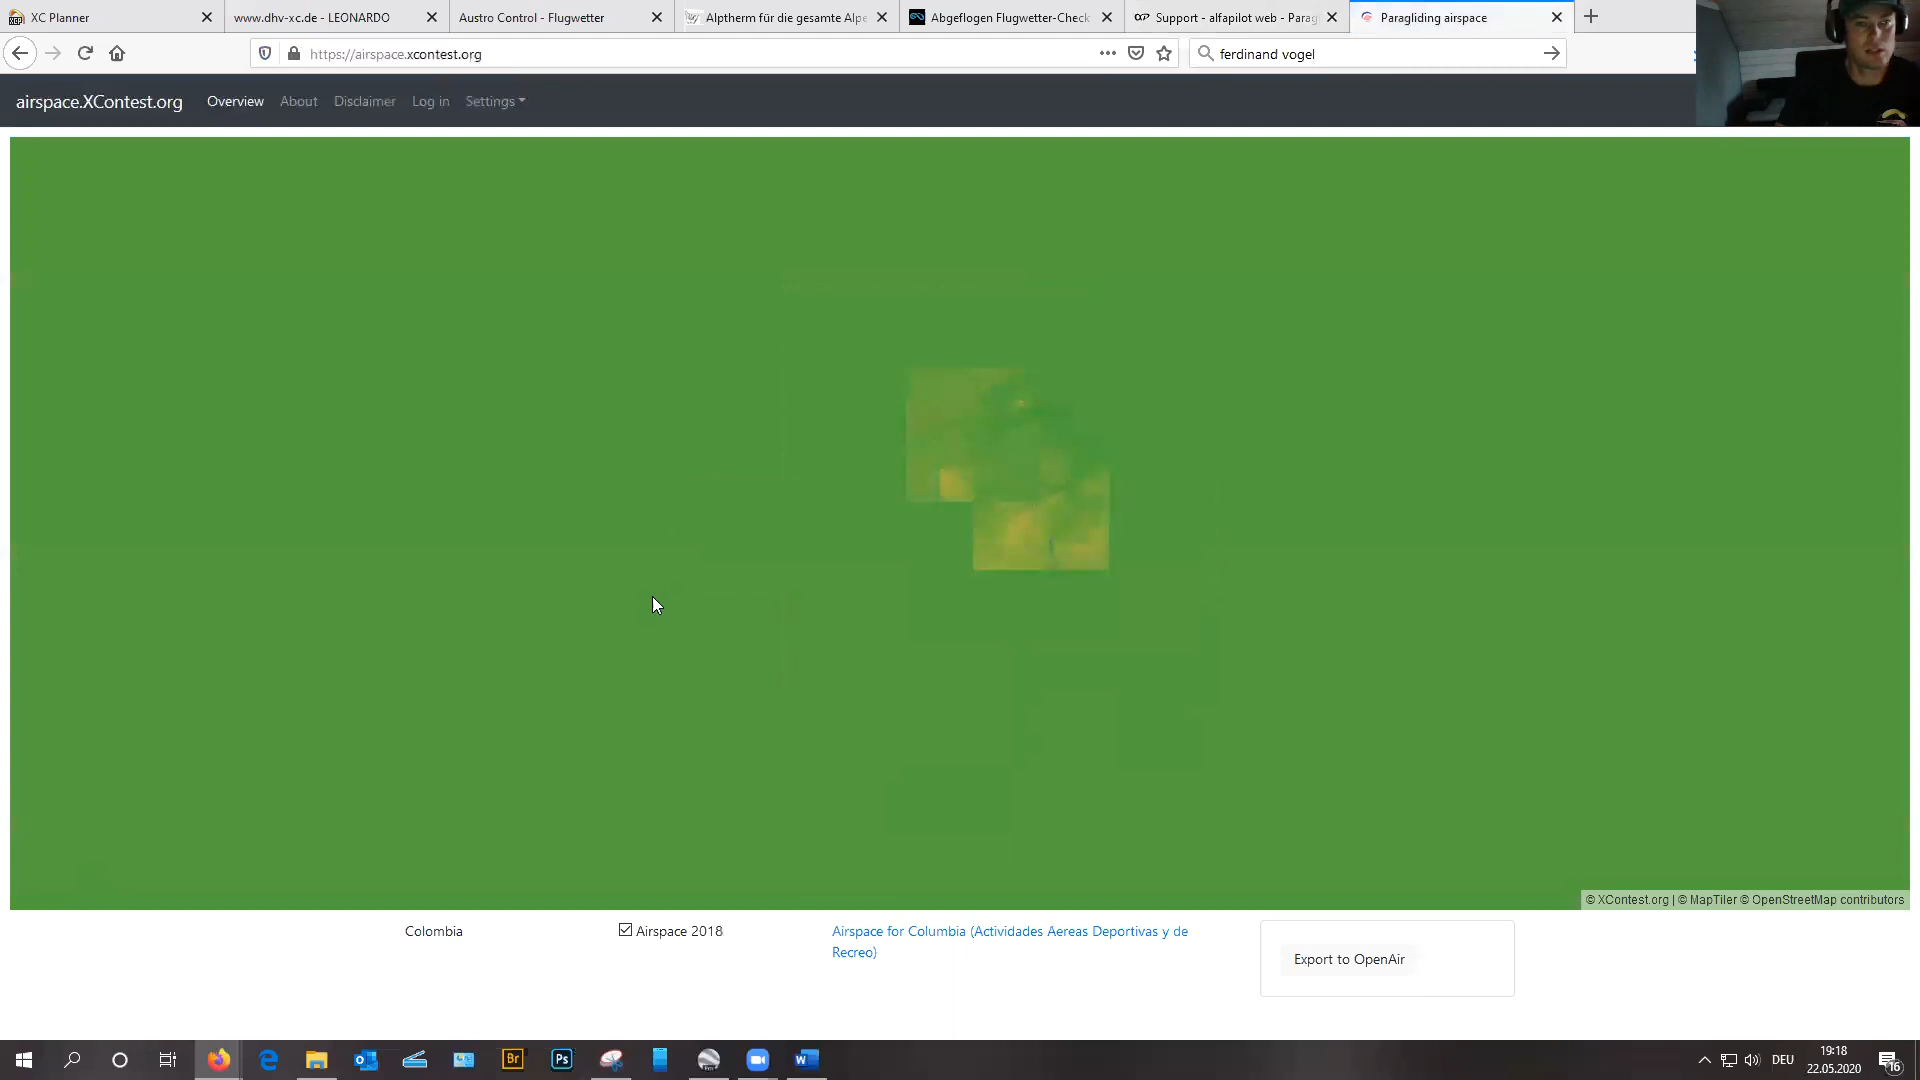 XC Planner
www.dhv-xc.de - LEONARDO
Austro Control - Flugwetter
Alptherm für die gesamte Alpe
Abgeflogen Flugwetter-Check
Support - alfapilot web - Parag
Paragliding airspace
https://airspace.xcontest.org
ferdinand vogel
airspace.XContest.org
Overview
About
Disclaimer
Log in
Settings
© XContest.org | © MapTiler © OpenStreetMap contributors
Colombia
Airspace 2018
Airspace for Columbia (Actividades Aereas Deportivas y de
Recreo)
Export to OpenAir
Br
Ps
DEU
19:18
22.05.2020
16